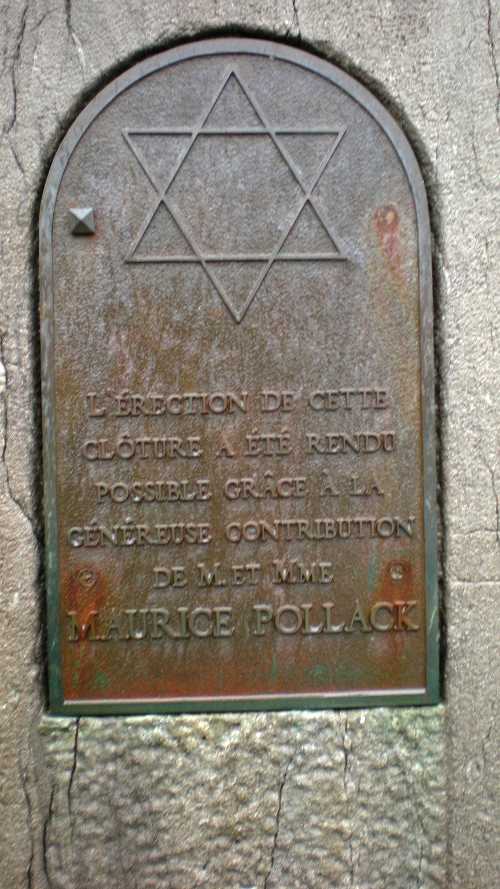 L'ÉRECTION DE CETTE
CLÔTURE A ÉTÉ RENDU
POSSIBLE GRÂCE À LA
GÉNÉREUSE CONTRIBUTION
DE M. ET MME
MAURICE POLLACK